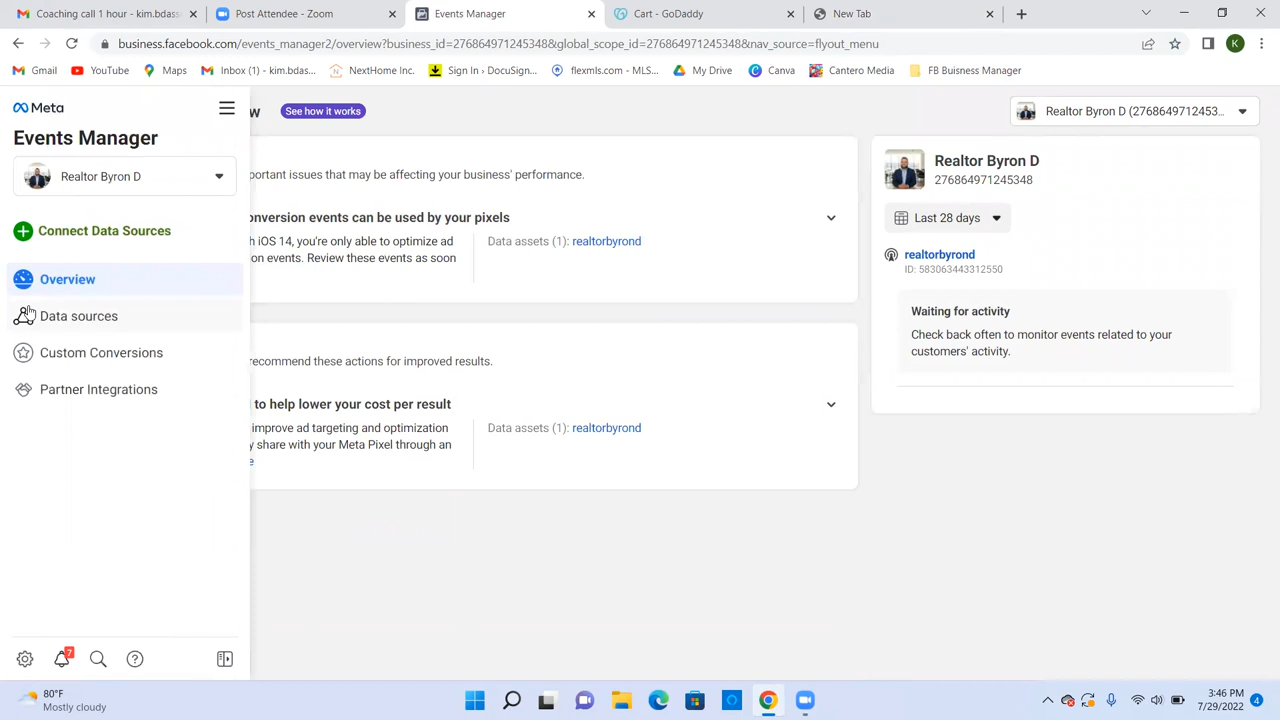 Coaching call 1 hour - kim.bdass
Post Attendee - Zoom
Events Manager
Cart - GoDaddy
New Tab
business.facebook.com/events_manager2/overview?business_id=276864971245348&global_scope_id=276864971245348&nav_source=flyout_menu
K
Gmail
YouTube
Maps
Inbox (1) - kim.bdas...
NextHome Inc.
Sign In › DocuSign...
flexmls.com - MLS...
My Drive
Canva
Cantero Media
FB Buisness Manager
Meta
Events Manager
Realtor Byron D
Connect Data Sources
Overview
Data sources
Custom Conversions
Partner Integrations
7
w
See how it works
Realtor Byron D (2768649712453...
portant issues that may be affecting your business' performance.
onversion events can be used by your pixels
h iOS 14, you're only able to optimize ad
on events. Review these events as soon
Data assets (1): realtorbyrond
recommend these actions for improved results.
l to help lower your cost per result
improve ad targeting and optimization
y share with your Meta Pixel through an
e
Data assets (1): realtorbyrond
Realtor Byron D
276864971245348
Last 28 days
realtorbyrond
ID: 583063443312550
Waiting for activity
Check back often to monitor events related to your
customers' activity.
80°F
Mostly cloudy
3:46 PM
7/29/2022
4